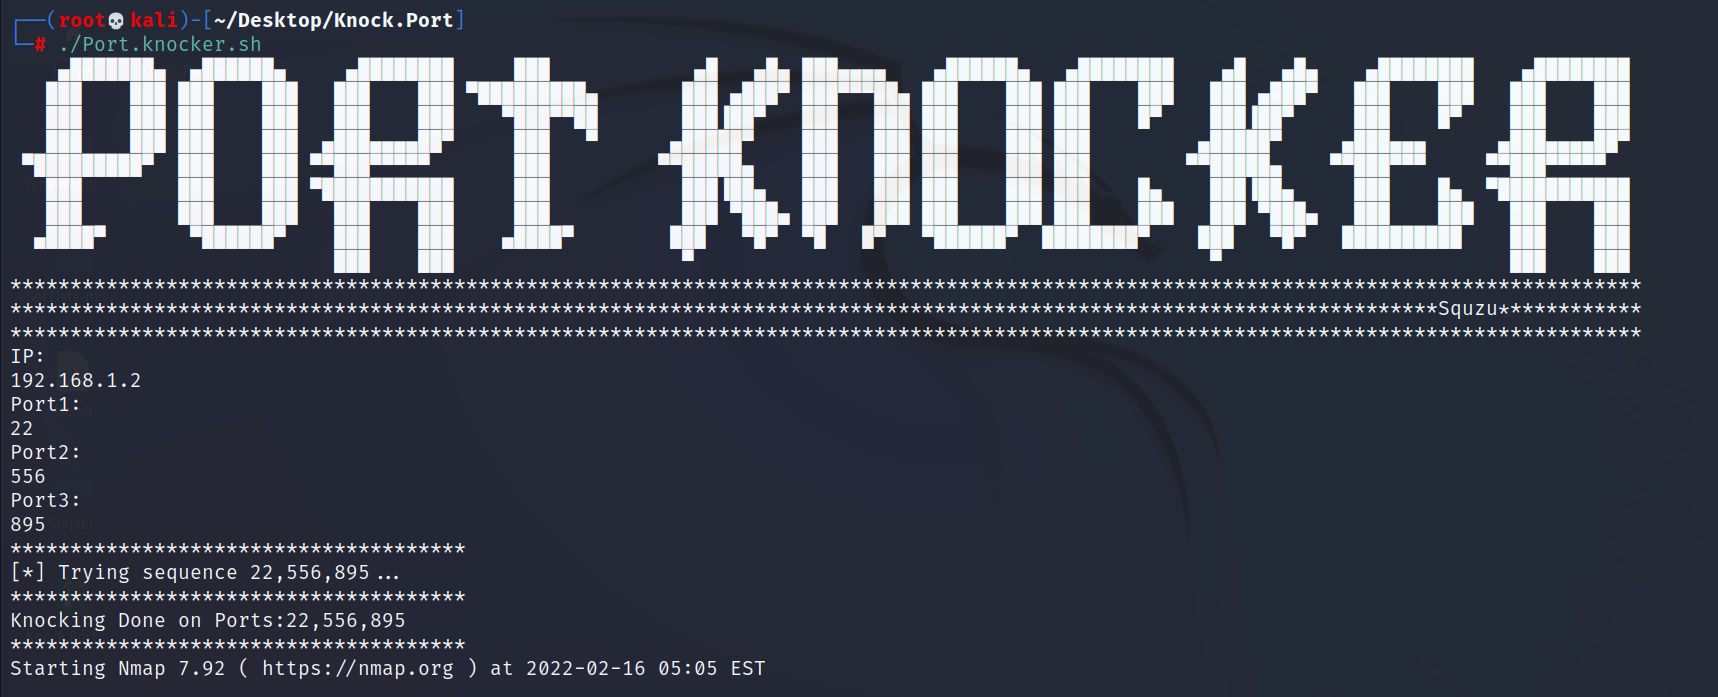 ┌──(root💀kali)-[~/Desktop/Knock.Port]
└─# ./Port.knocker.sh
PORT KNOCKER
****************************************************************************************************************************************
***********************************************************************************************************************Squzu************
****************************************************************************************************************************************
IP:
192.168.1.2
Port1:
22
Port2:
556
Port3:
895
**************************************
[*] Trying sequence 22,556,895...
**************************************
Knocking Done on Ports:22,556,895
**************************************
Starting Nmap 7.92 ( https://nmap.org ) at 2022-02-16 05:05 EST